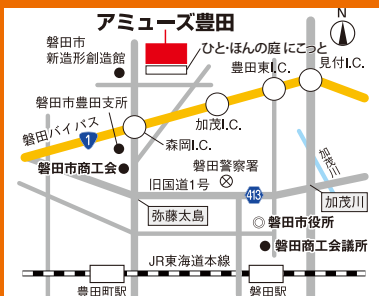 アミューズ豊田
N
磐田市
新造形創造館
ひと・ほんの庭 にこっと
豊田東I.C.
見付I.C.
磐田市豊田支所
加茂I.C.
磐田バイパス
1
森岡I.C.
磐田市商工会
磐田警察署
加茂川
旧国道1号
413
弥藤太島
加茂川
磐田市役所
磐田商工会議所
JR東海道本線
豊田町駅
磐田駅